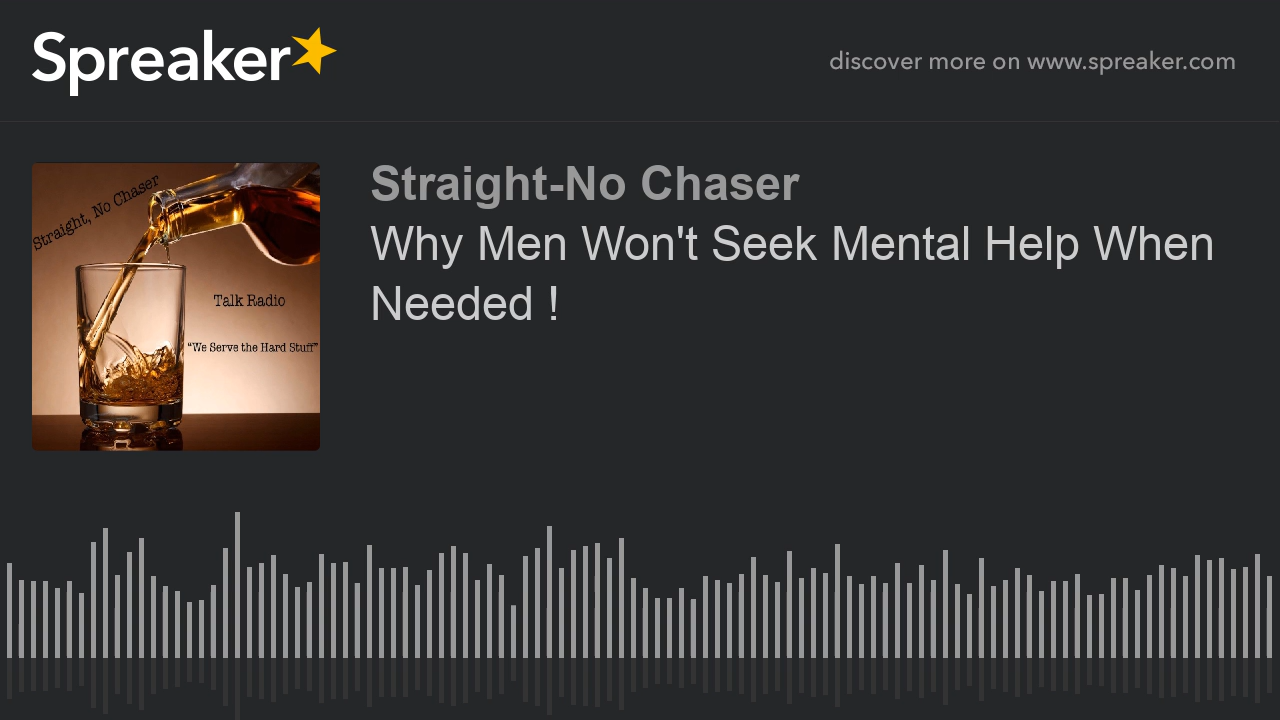 Spreaker
discover more on www.spreaker.com
Straight, No Chaser
Talk Radio
“We Serve the Hard Stuff”
Straight-No Chaser
Why Men Won't Seek Mental Help When
Needed !